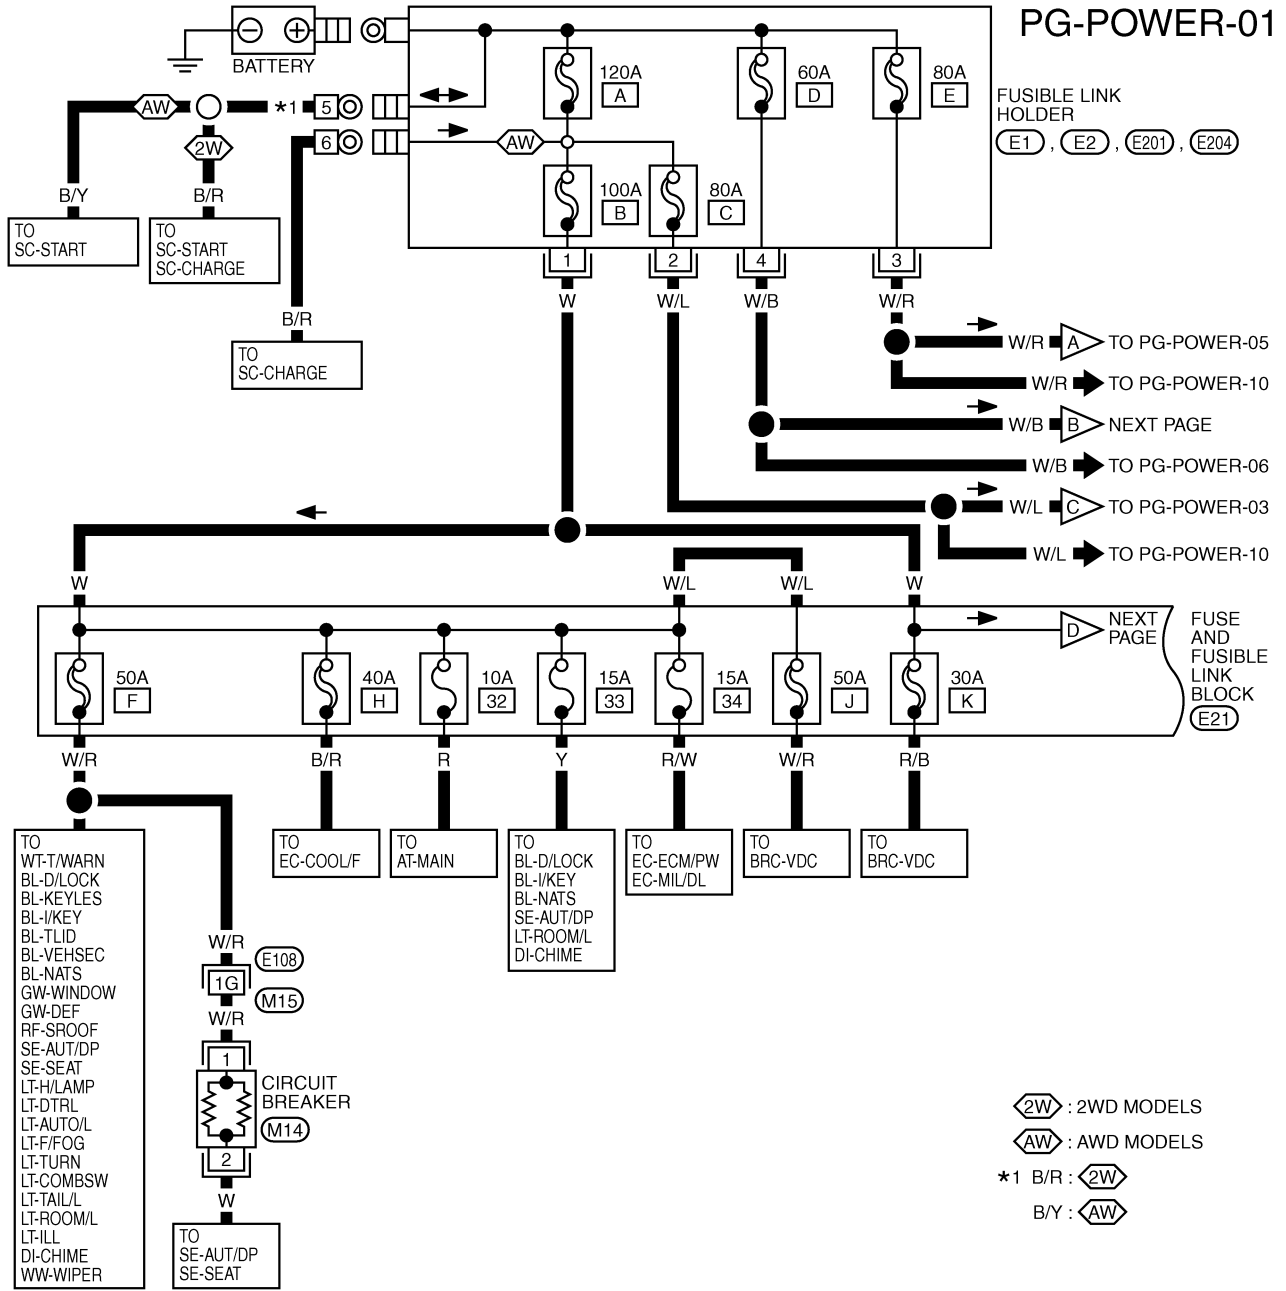 PG-POWER-01
BATTERY
120A
A
60A
D
80A
E
FUSIBLE LINK
HOLDER
E1 , E2 , E201 , E204
AW
*1
5
6
2W
AW
100A
B
80A
C
B/Y
B/R
TO
SC-START
TO
SC-START
SC-CHARGE
1
2
4
3
W
W/L
W/B
W/R
B/R
TO
SC-CHARGE
W/R A TO PG-POWER-05
W/R TO PG-POWER-10
W/B B NEXT PAGE
W/B TO PG-POWER-06
W/L C TO PG-POWER-03
W/L TO PG-POWER-10
W
W/L
W/L
W
D
NEXT
PAGE
FUSE
AND
FUSIBLE
LINK
BLOCK
E21
50A
F
40A
H
10A
32
15A
33
15A
34
50A
J
30A
K
W/R
B/R
R
Y
R/W
W/R
R/B
TO
WT-T/WARN
BL-D/LOCK
BL-KEYLES
BL-I/KEY
BL-TLID
BL-VEHSEC
BL-NATS
GW-WINDOW
GW-DEF
RF-SROOF
SE-AUT/DP
SE-SEAT
LT-H/LAMP
LT-DTRL
LT-AUTO/L
LT-F/FOG
LT-TURN
LT-COMBSW
LT-TAIL/L
LT-ROOM/L
LT-ILL
DI-CHIME
WW-WIPER
TO
EC-COOL/F
TO
AT-MAIN
TO
BL-D/LOCK
BL-I/KEY
BL-NATS
SE-AUT/DP
LT-ROOM/L
DI-CHIME
TO
EC-ECM/PW
EC-MIL/DL
TO
BRC-VDC
TO
BRC-VDC
W/R
E108
1G
M15
W/R
1
CIRCUIT
BREAKER
M14
2
W
TO
SE-AUT/DP
SE-SEAT
2W : 2WD MODELS
AW : AWD MODELS
*1 B/R : 2W
B/Y : AW